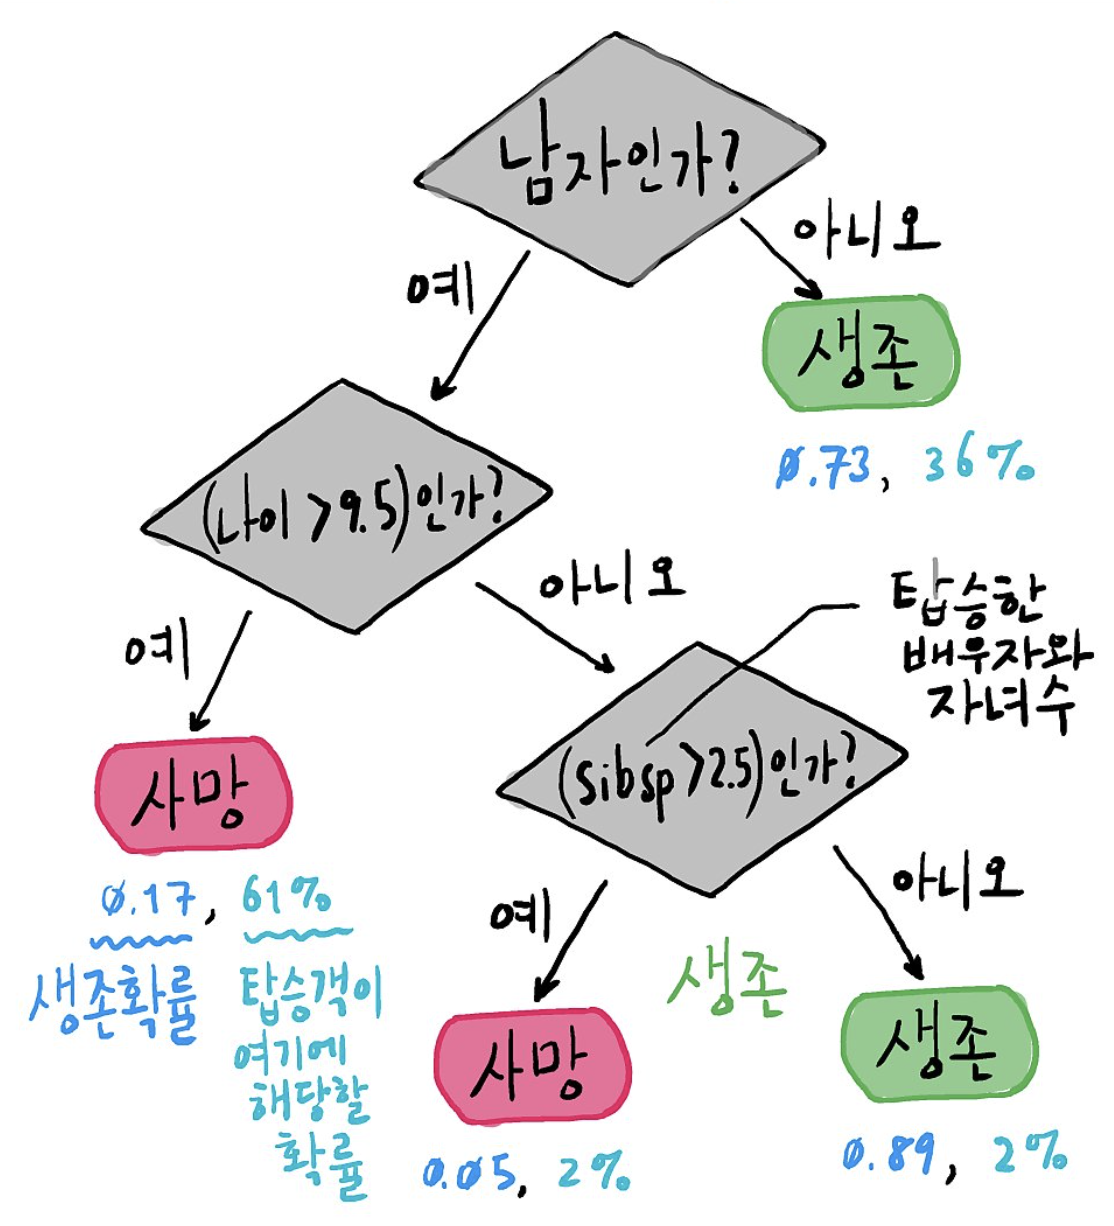 남자인가?
예
아니오
생존
0.73, 36%
(나이 >9.5)인가?
예
아니오
탑승한
배우자와
자녀수
사망
0.17, 61%
생존확률
탑승객이
여기에
해당할
확률
(sibsp >2.5)인가?
예
아니오
생존
사망
0.05, 2%
생존
0.89, 2%